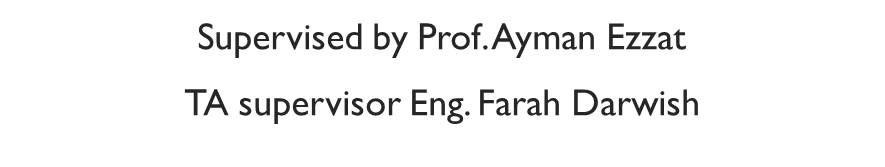 Supervised by Prof. Ayman Ezzat
TA supervisor Eng. Farah Darwish